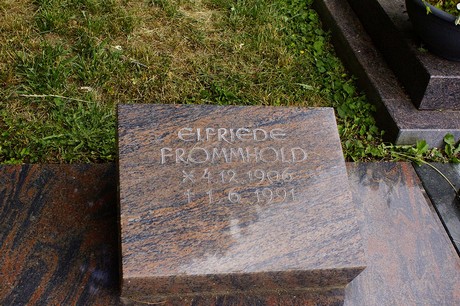 ELFRIEDE
FROMMHOLD
× 4.12.1906
† 1.6.1991